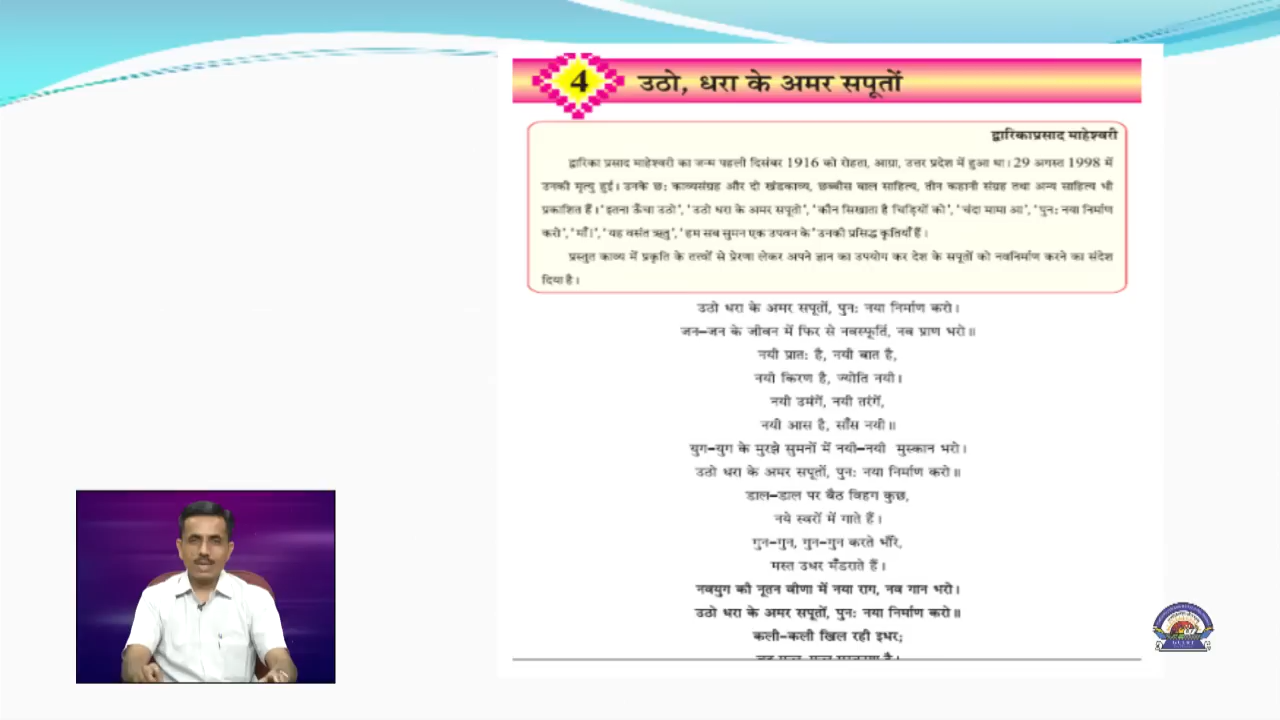 4 उठो, धरा के अमर सपूतों
द्वारिकाप्रसाद माहेश्वरी
द्वारिका प्रसाद माहेश्वरी का जन्म पहली दिसंबर 1916 को रोहता, आग्रा, उत्तर प्रदेश में हुआ था। 29 अगस्त 1998 में
उनकी मृत्यु हुई। उनके छः काव्यसंग्रह और दो खंडकाव्य, छब्बीस बाल साहित्य, तीन कहानी संग्रह तथा अन्य साहित्य भी
प्रकाशित हैं। 'इतना ऊँचा उठो', 'उठो धरा के अमर सपूतो', 'कौन सिखाता है चिड़ियों को', 'चंदा मामा आ', 'पुनः नया निर्माण
करो', 'माँ।', 'यह वसंत ऋतु', 'हम सब सुमन एक उपवन के' उनकी प्रसिद्ध कृतियाँ हैं।
प्रस्तुत काव्य में प्रकृति के तत्त्वों से प्रेरणा लेकर अपने ज्ञान का उपयोग कर देश के सपूतों को नवनिर्माण करने का संदेश
दिया है।
उठो धरा के अमर सपूतों, पुनः नया निर्माण करो।
जन-जन के जीवन में फिर से नवस्फूर्ति, नव प्राण भरो॥
नयी प्रातः है, नयी बात है,
नयी किरण है, ज्योति नयी।
नयी उमंगें, नयी तरंगें,
नयी आस है, साँस नयी॥
युग-युग के मुरझे सुमनों में नयी-नयी मुस्कान भरो।
उठो धरा के अमर सपूतों, पुनः नया निर्माण करो॥
डाल-डाल पर बैठ विहग कुछ,
नये स्वरों में गाते हैं।
गुन-गुन, गुन-गुन करते भौंरे,
मस्त उधर मँडराते हैं।
नवयुग की नूतन वीणा में नया राग, नव गान भरो।
उठो धरा के अमर सपूतों, पुनः नया निर्माण करो॥
कली-कली खिल रही इधर;